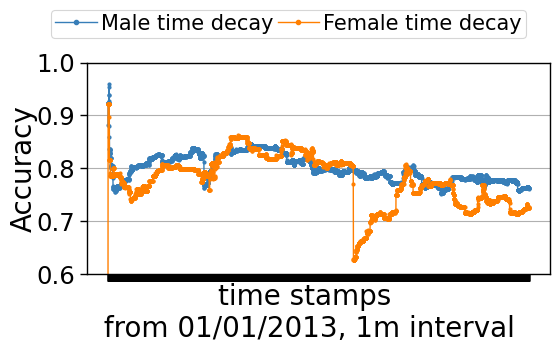 Male time decay Female time decay
1.0
0.9
0.8
0.7
0.6
Accuracy
time stamps
from 01/01/2013, 1m interval